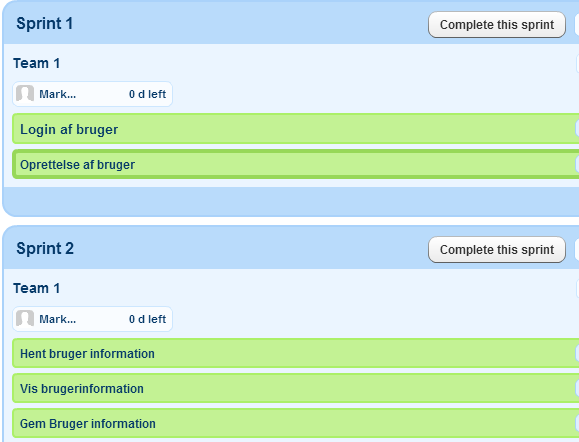 Sprint 1
Complete this sprint
Team 1
Mark... 0 d left
Login af bruger
Oprettelse af bruger
Sprint 2
Complete this sprint
Team 1
Mark... 0 d left
Hent bruger information
Vis brugerinformation
Gem Bruger information